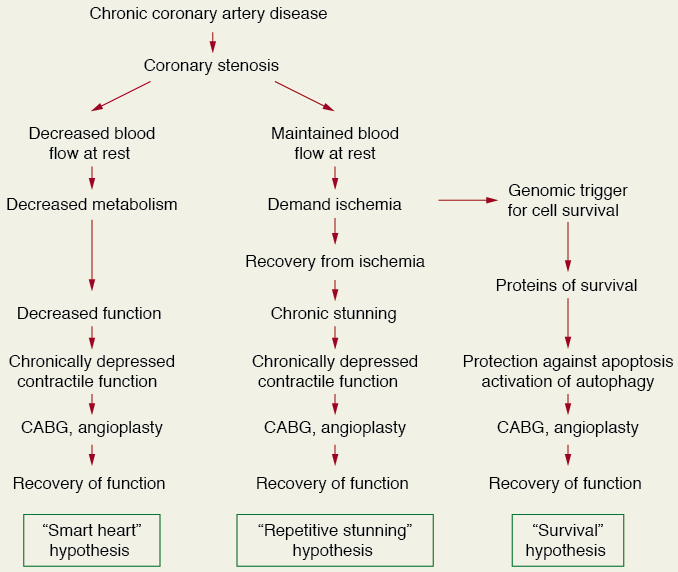 Chronic coronary artery disease
Coronary stenosis
Decreased blood
flow at rest
Decreased metabolism
Decreased function
Chronically depressed
contractile function
CABG, angioplasty
Recovery of function
“Smart heart”
hypothesis
Maintained blood
flow at rest
Demand ischemia
Recovery from ischemia
Chronic stunning
Chronically depressed
contractile function
CABG, angioplasty
Recovery of function
“Repetitive stunning”
hypothesis
Genomic trigger
for cell survival
Proteins of survival
Protection against apoptosis
activation of autophagy
CABG, angioplasty
Recovery of function
“Survival”
hypothesis